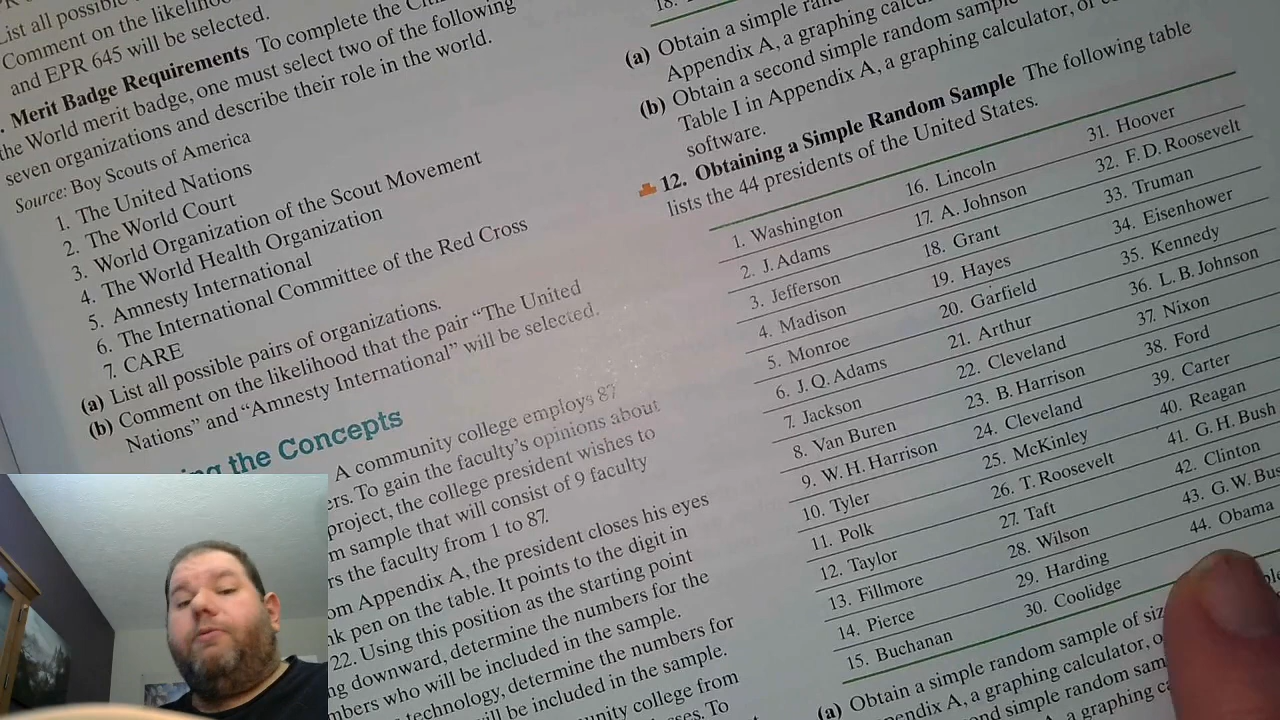 List all possible
Comment on the likelihood
and EPR 645 will be selected.
Merit Badge Requirements To complete the
the World merit badge, one must select two of the following
seven organizations and describe their role in the world.
Source: Boy Scouts of America
1. The United Nations
2. The World Court
3. World Organization of the Scout Movement
4. The World Health Organization
5. Amnesty International
6. The International Committee of the Red Cross
7. CARE
(a) List all possible pairs of organizations.
(b) Comment on the likelihood that the pair “The United
Nations” and “Amnesty International” will be selected.
the Concepts
A community college employs 87
ers. To gain the faculty's opinions about
project, the college president wishes to
m sample that will consist of 9 faculty
rs the faculty from 1 to 87.
om Appendix A, the president closes his eyes
nk pen on the table. It points to the digit in
22. Using this position as the starting point
ng downward, determine the numbers for the
mbers who will be included in the sample.
technology, determine the numbers for
ill be included in the sample.
unity college from
To
18.
(a) Obtain a simple
Appendix A, a graphing
(b) Obtain a second simple random sample
Table I in Appendix A, a graphing calculator, or
software.
12. Obtaining a Simple Random Sample The following table
lists the 44 presidents of the United States.
1. Washington
2. J. Adams
3. Jefferson
4. Madison
5. Monroe
6. J. Q. Adams
7. Jackson
8. Van Buren
9. W. H. Harrison
10. Tyler
11. Polk
12. Taylor
13. Fillmore
14. Pierce
15. Buchanan
16. Lincoln
17. A. Johnson
18. Grant
19. Hayes
20. Garfield
21. Arthur
22. Cleveland
23. B. Harrison
24. Cleveland
25. McKinley
26. T. Roosevelt
27. Taft
28. Wilson
29. Harding
30. Coolidge
31. Hoover
32. F. D. Roosevelt
33. Truman
34. Eisenhower
35. Kennedy
36. L. B. Johnson
37. Nixon
38. Ford
39. Carter
40. Reagan
41. G. H. Bush
42. Clinton
43. G. W. Bus
44. Obama
(a) Obtain a simple random sample of siz
endix A, a graphing calculator, o
nd simple random sam
a graphing ca